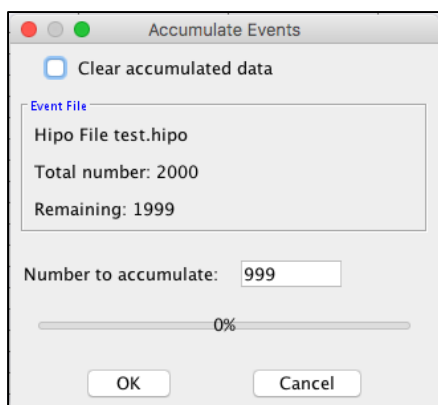 Accumulate Events
Clear accumulated data
Event File
Hipo File test.hipo
Total number: 2000
Remaining: 1999
Number to accumulate: 999
0%
OK Cancel